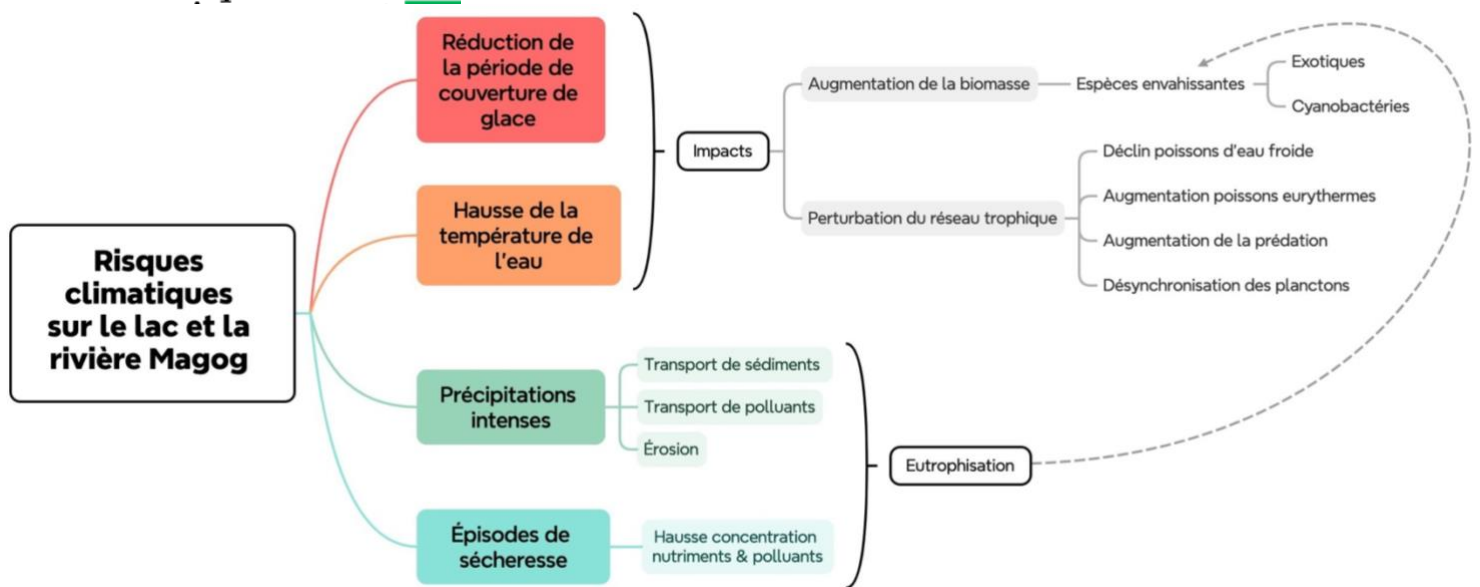 Réduction de
la période de
couverture de
glace
Hausse de la
température de
l'eau
Risques
climatiques
sur le lac et la
rivière Magog
Précipitations
intenses
Épisodes de
sécheresse
Impacts
Augmentation de la biomasse
Espèces envahissantes
Exotiques
Cyanobactéries
Perturbation du réseau trophique
Déclin poissons d'eau froide
Augmentation poissons eurythermes
Augmentation de la prédation
Désynchronisation des planctons
Transport de sédiments
Transport de polluants
Érosion
Hausse concentration
nutriments & polluants
Eutrophisation